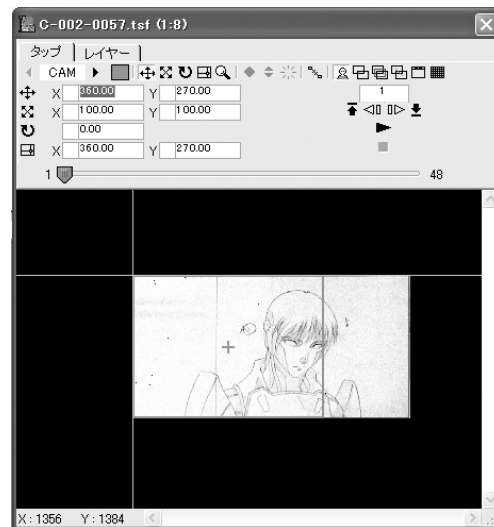 C-002-0057.tsf (1:8)
タップ レイヤー
CAM
X 360.00 Y 270.00 1
X 100.00 Y 100.00
0.00
X 360.00 Y 270.00
1 48
X : 1356 Y : 1384